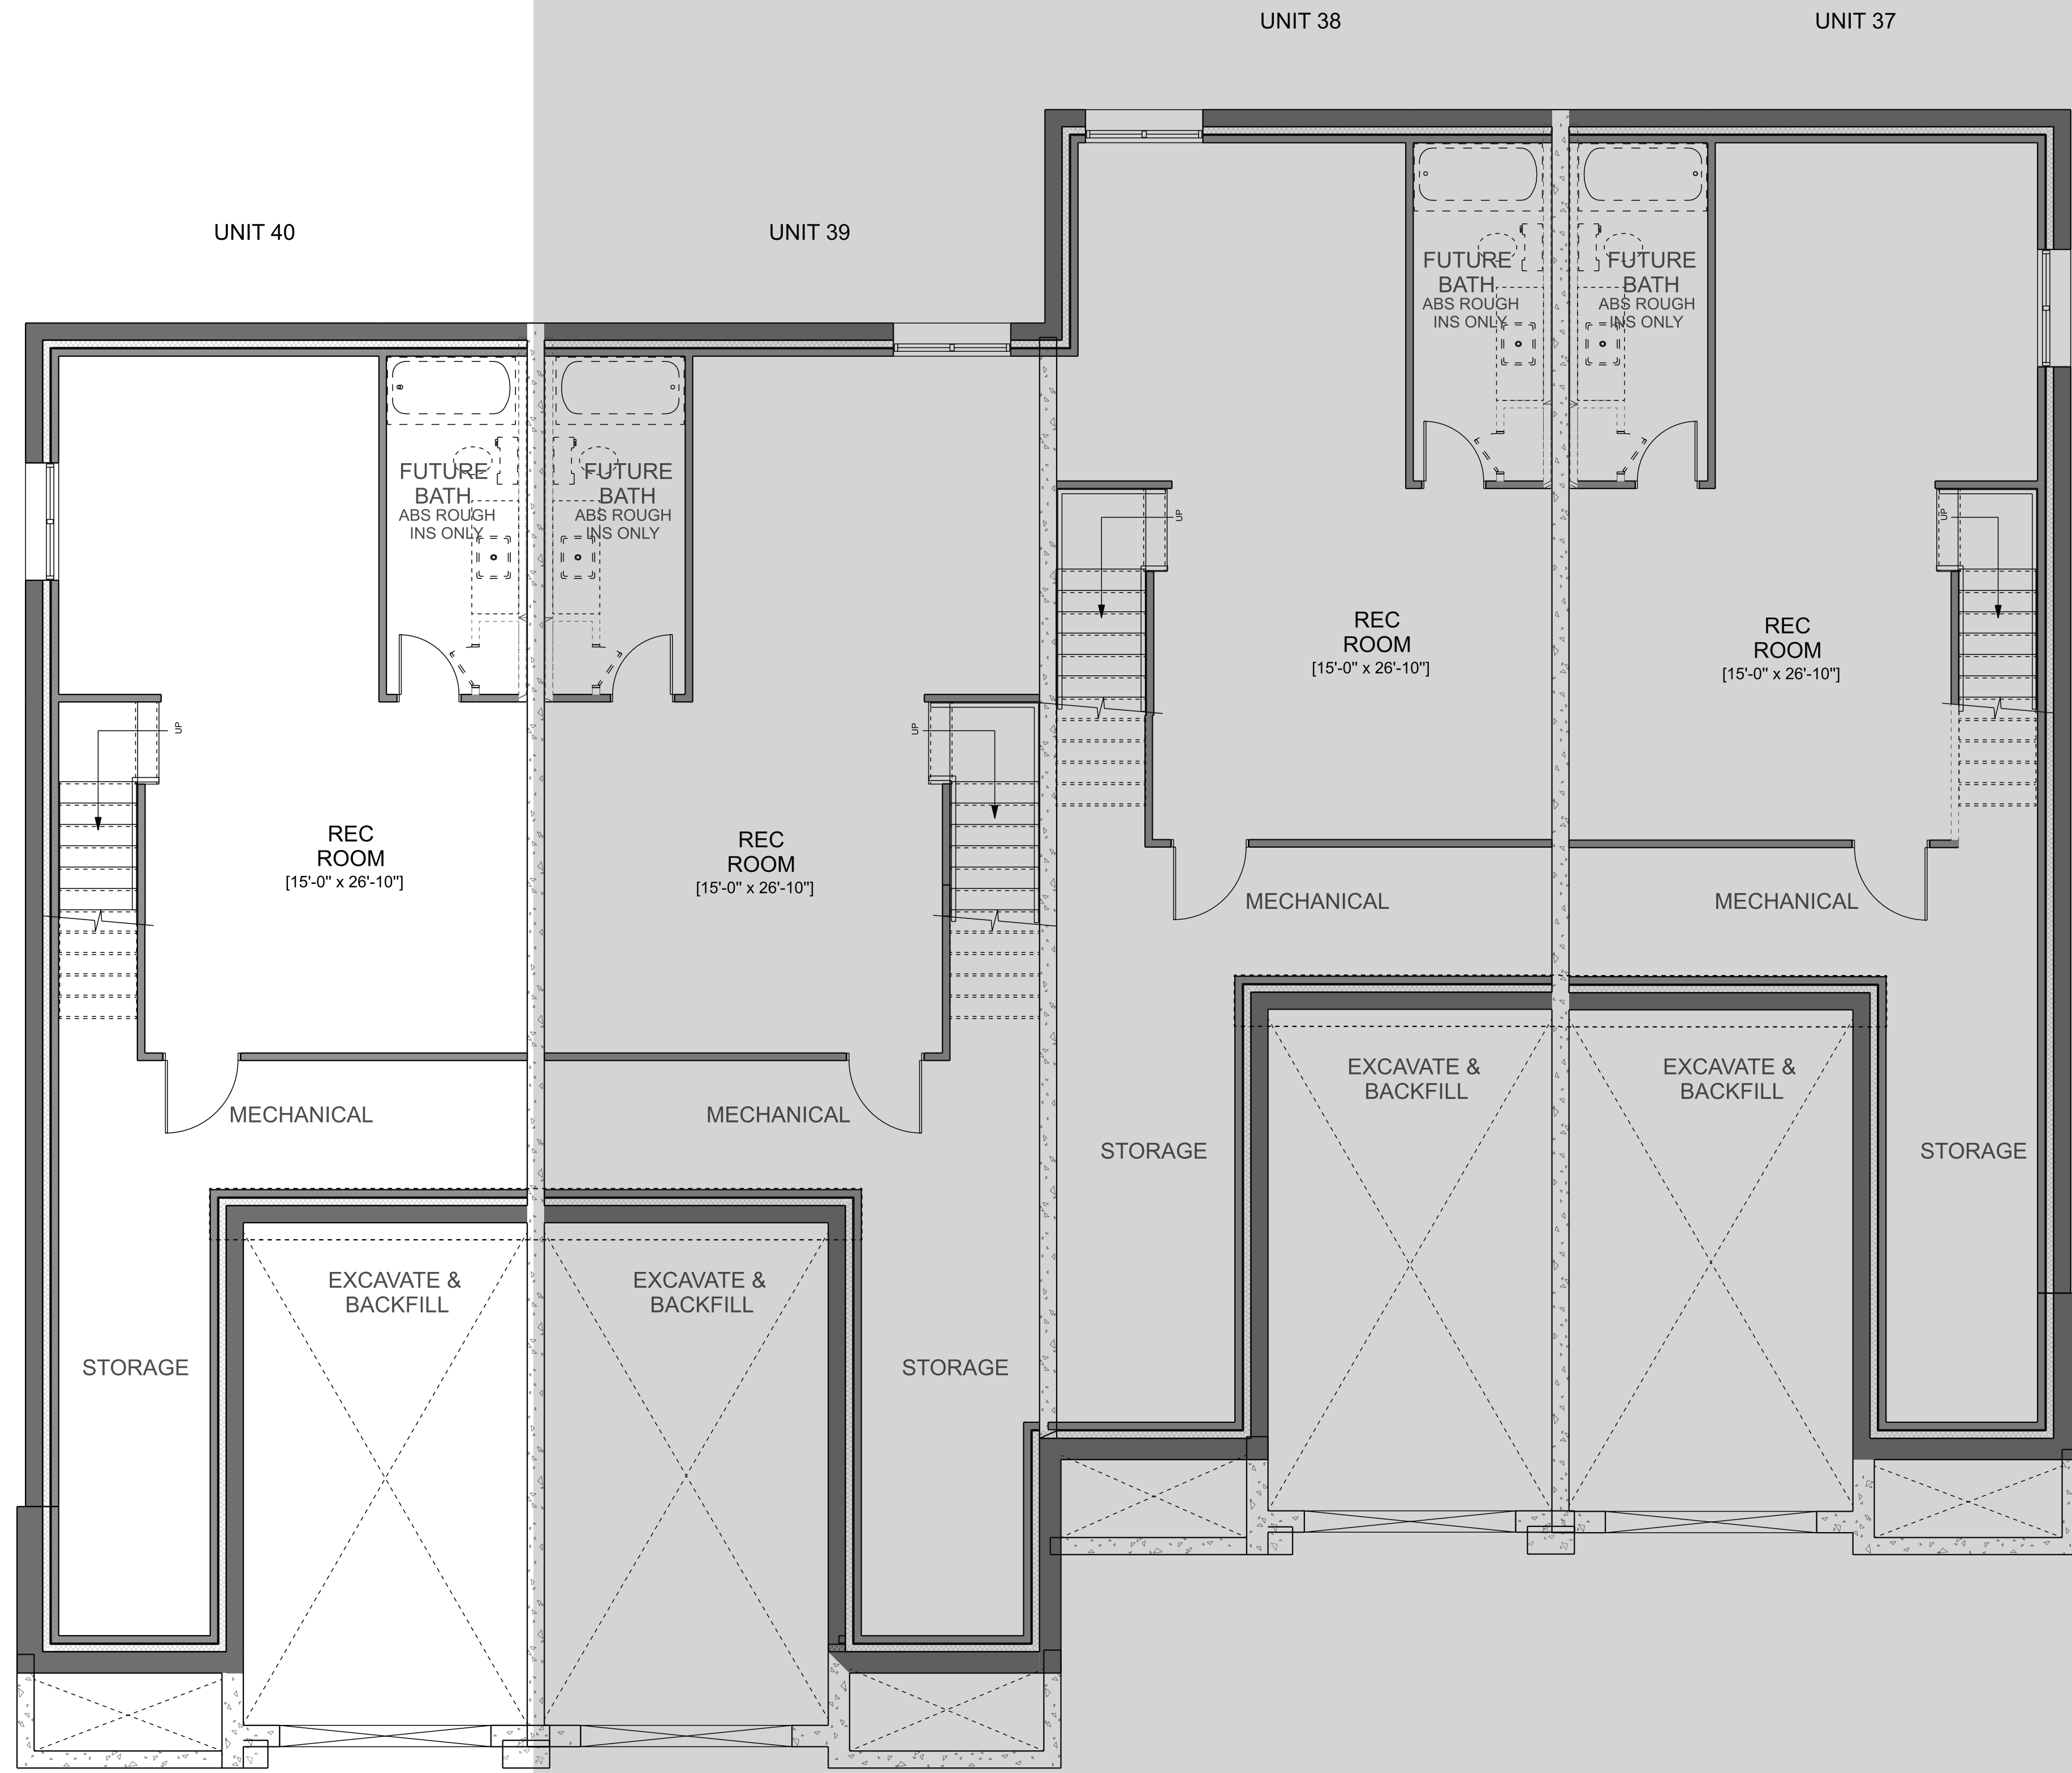 UNIT 38
UNIT 37
UNIT 40
UNIT 39
FUTURE
BATH
ABS ROUGH
INS ONLY
FUTURE
BATH
ABS ROUGH
INS ONLY
FUTURE
BATH
ABS ROUGH
INS ONLY
FUTURE
BATH
ABS ROUGH
INS ONLY
UP
UP
UP
UP
REC
ROOM
[15'-0" x 26'-10"]
REC
ROOM
[15'-0" x 26'-10"]
REC
ROOM
[15'-0" x 26'-10"]
REC
ROOM
[15'-0" x 26'-10"]
MECHANICAL
MECHANICAL
MECHANICAL
MECHANICAL
EXCAVATE &
BACKFILL
EXCAVATE &
BACKFILL
STORAGE
STORAGE
EXCAVATE &
BACKFILL
EXCAVATE &
BACKFILL
STORAGE
STORAGE